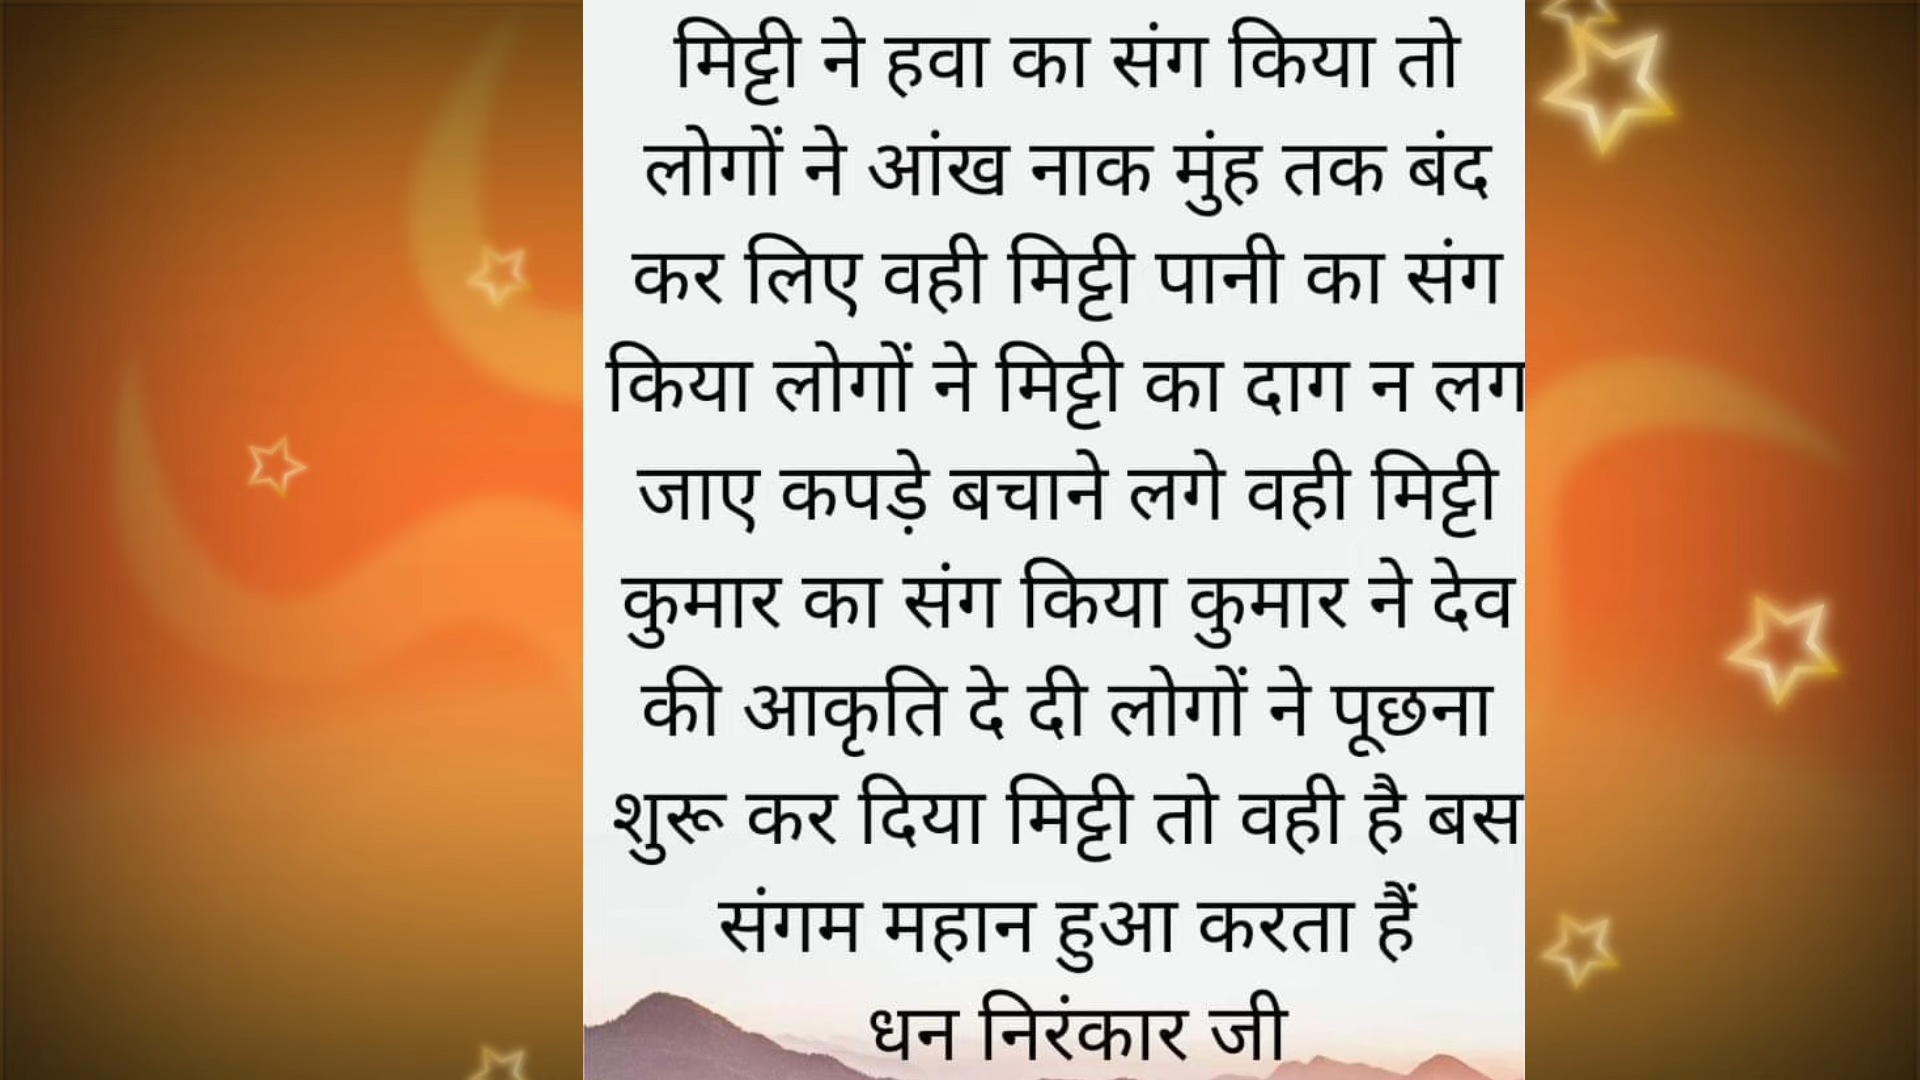 मिट्टी ने हवा का संग किया तो
लोगों ने आंख नाक मुंह तक बंद
कर लिए वही मिट्टी पानी का संग
किया लोगों ने मिट्टी का दाग न लग
जाए कपड़े बचाने लगे वही मिट्टी
कुमार का संग किया कुमार ने देव
की आकृति दे दी लोगों ने पूछना
शुरू कर दिया मिट्टी तो वही है बस
संगम महान हुआ करता हैं
धन निरंकार जी